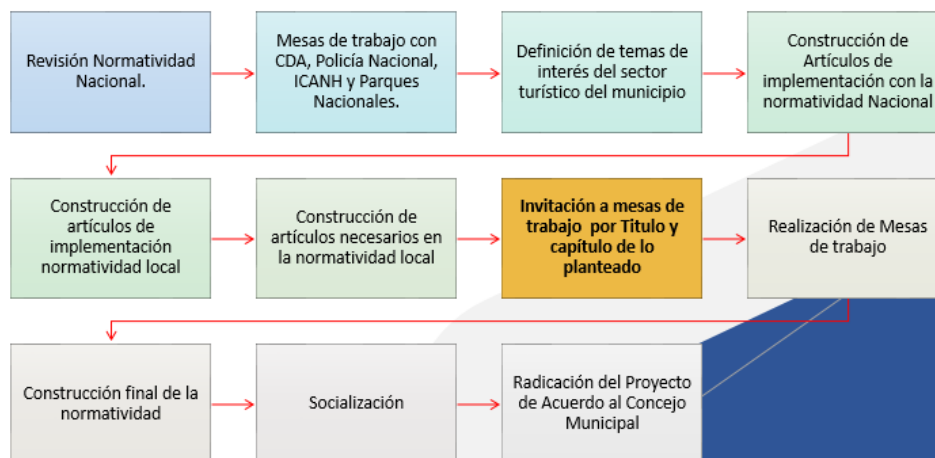 Revisión Normatividad
Nacional.
Mesas de trabajo con
CDA, Policía Nacional,
ICANH y Parques
Nacionales.
Definición de temas de
interés del sector
turístico del municipio
Construcción de
Artículos de
implementación con la
normatividad Nacional
Construcción de
artículos de
implementación
normatividad local
Construcción de
artículos necesarios en
la normatividad local
Invitación a mesas de
trabajo por Titulo y
capítulo de lo
planteado
Realización de Mesas
de trabajo
Construcción final de la
normatividad
Socialización
Radicación del Proyecto
de Acuerdo al Concejo
Municipal